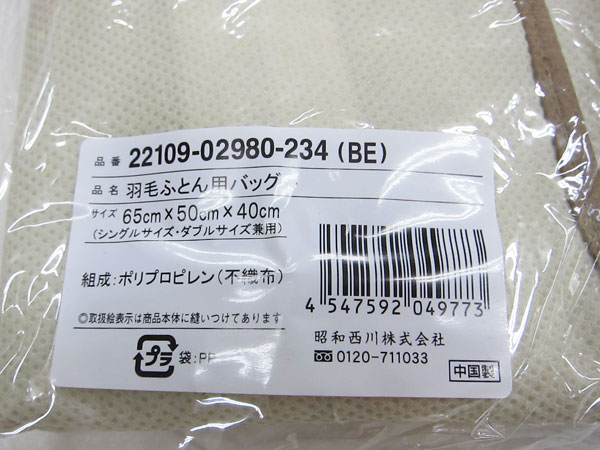 品番 22109-02980-234 (BE)
品名 羽毛ふとん用バッグ
サイズ 65cm×50cm×40cm
(シングルサイズ・ダブルサイズ兼用)
組成:ポリプロピレン(不織布)
◎取扱絵表示は商品本体に縫いつけてあります
プラ 袋:PP
4 547592 049773
昭和西川株式会社
0120-711033
中国製